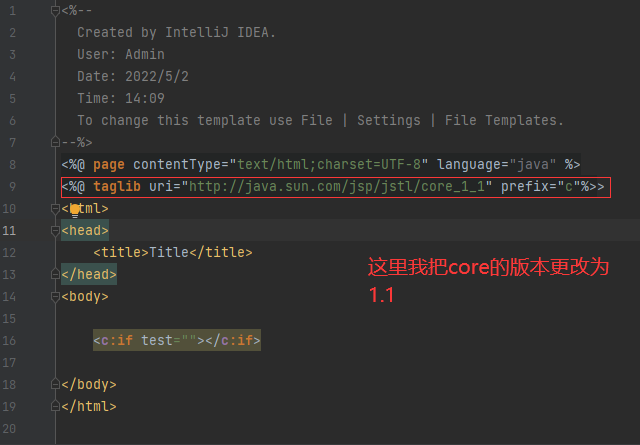 1 <%--
2 Created by IntelliJ IDEA.
3 User: Admin
4 Date: 2022/5/2
5 Time: 14:09
6 To change this template use File | Settings | File Templates.
7 --%>
8 <%@ page contentType="text/html;charset=UTF-8" language="java" %>
9 <%@ taglib uri="http://java.sun.com/jsp/jstl/core_1_1" prefix="c"%>>
10 <html>
11 <head>
12 <title>Title</title>
13 </head>
14 <body>
15
16 <c:if test=""></c:if>
17
18 </body>
19 </html>
20
这里我把core的版本更改为
1.1